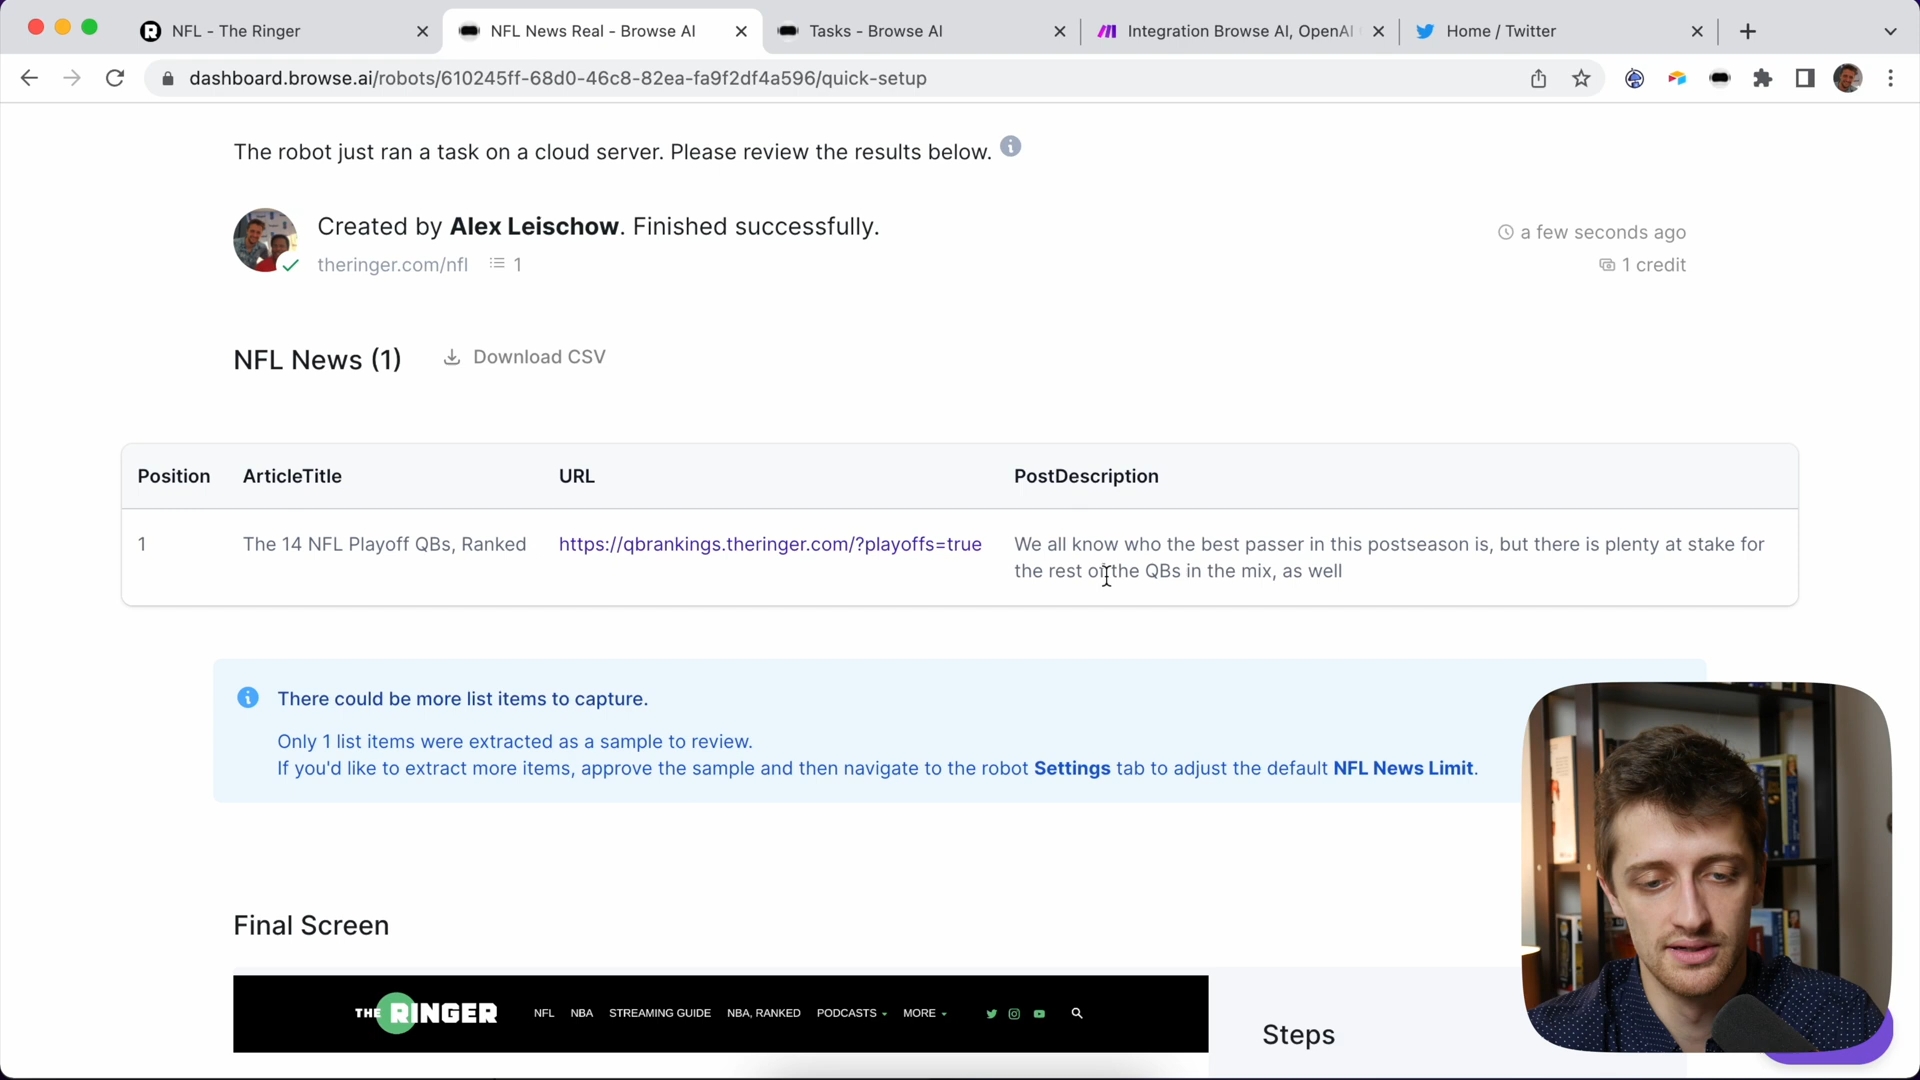 NFL - The Ringer
NFL News Real - Browse AI
Tasks - Browse AI
Integration Browse AI, OpenAI
Home / Twitter
dashboard.browse.ai/robots/610245ff-68d0-46c8-82ea-fa9f2df4a596/quick-setup
The robot just ran a task on a cloud server. Please review the results below.
Created by Alex Leischow. Finished successfully.
a few seconds ago
theringer.com/nfl 1
1 credit
NFL News (1)
Download CSV
Position ArticleTitle URL PostDescription
1 The 14 NFL Playoff QBs, Ranked https://qbrankings.theringer.com/?playoffs=true We all know who the best passer in this postseason is, but there is plenty at stake for
the rest of the QBs in the mix, as well
There could be more list items to capture.
Only 1 list items were extracted as a sample to review.
If you'd like to extract more items, approve the sample and then navigate to the robot Settings tab to adjust the default NFL News Limit.
Final Screen
THE RINGER NFL NBA STREAMING GUIDE NBA, RANKED PODCASTS MORE
Steps